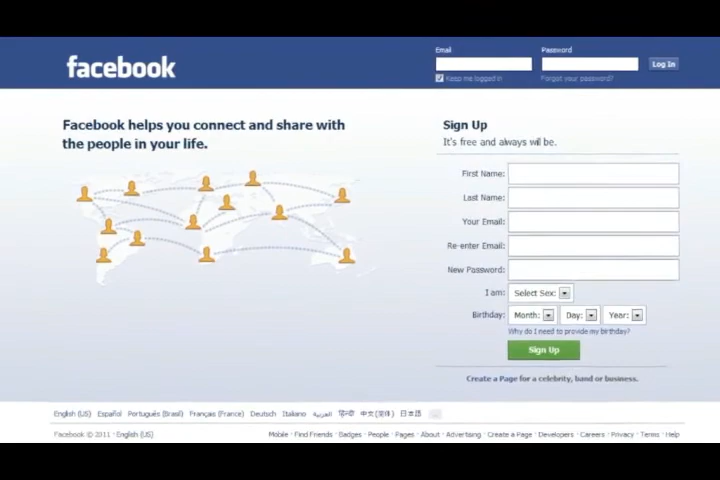 facebook
Email Password
Keep me logged in Forgot your password?
Log In
Facebook helps you connect and share with
the people in your life.
Sign Up
It's free and always will be.
First Name:
Last Name:
Your Email:
Re-enter Email:
New Password:
I am: Select Sex:
Birthday: Month: Day: Year:
Why do I need to provide my birthday?
Sign Up
Create a Page for a celebrity, band or business.
English (US) Español Português (Brasil) Français (France) Deutsch Italiano العربية हिन्दी 中文(简体) 日本語
Facebook © 2011 · English (US)
Mobile · Find Friends · Badges · People · Pages · About · Advertising · Create a Page · Developers · Careers · Privacy · Terms · Help